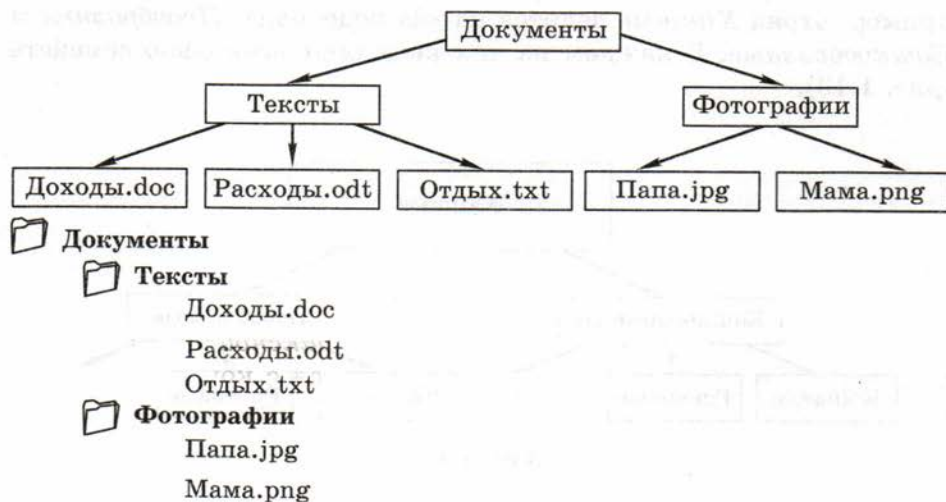 Документы
Тексты Фотографии
Доходы.doc Расходы.odt Отдых.txt Папа.jpg Мама.png
Документы
Тексты
Доходы.doc
Расходы.odt
Отдых.txt
Фотографии
Папа.jpg
Мама.png